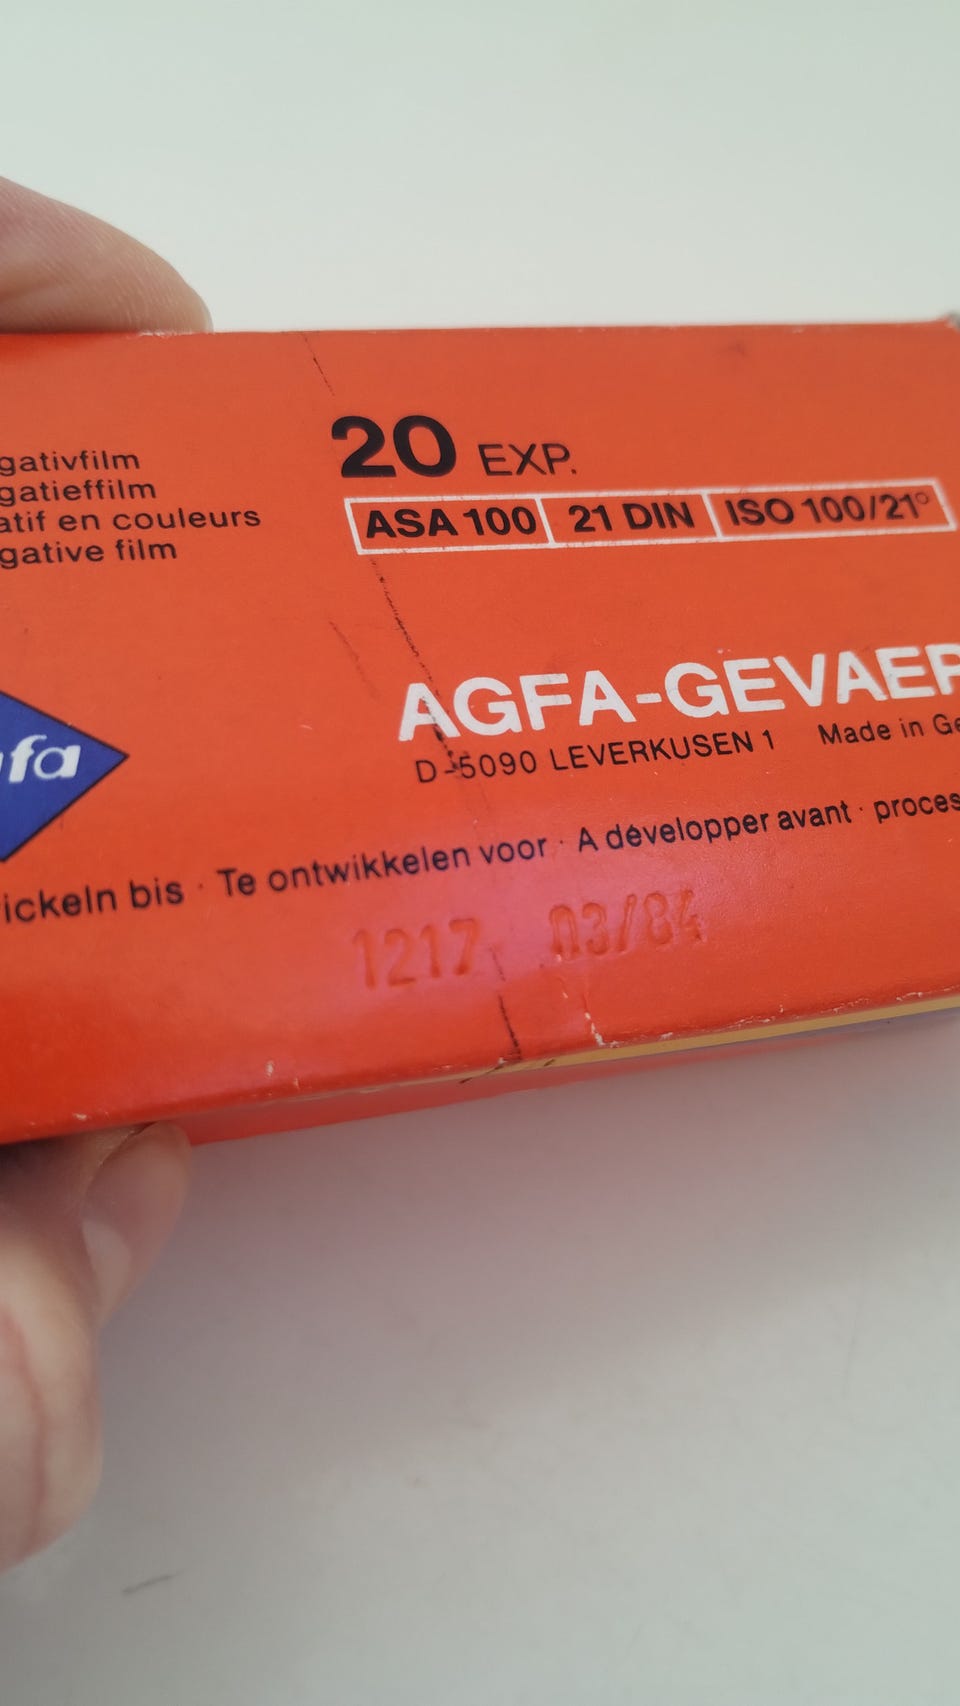 20 EXP.
gativfilm
gatieffilm
atif en couleurs
gative film
ASA 100 21 DIN ISO 100/21°
AGFA-GEVAER
D-5090 LEVERKUSEN 1 Made in Ge
fa
ickeln bis · Te ontwikkelen voor · A développer avant · proces
1217 03/84